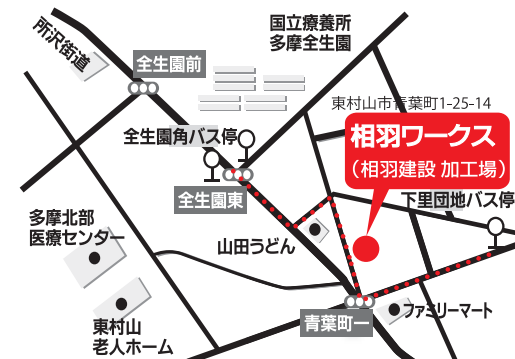 所沢街道
国立療養所
多摩全生園
全生園前
東村山市青葉町1-25-14
全生園角バス停
相羽ワークス
（相羽建設 加工場）
全生園東
下里団地バス停
多摩北部
医療センター
山田うどん
東村山
老人ホーム
青葉町一
ファミリーマート